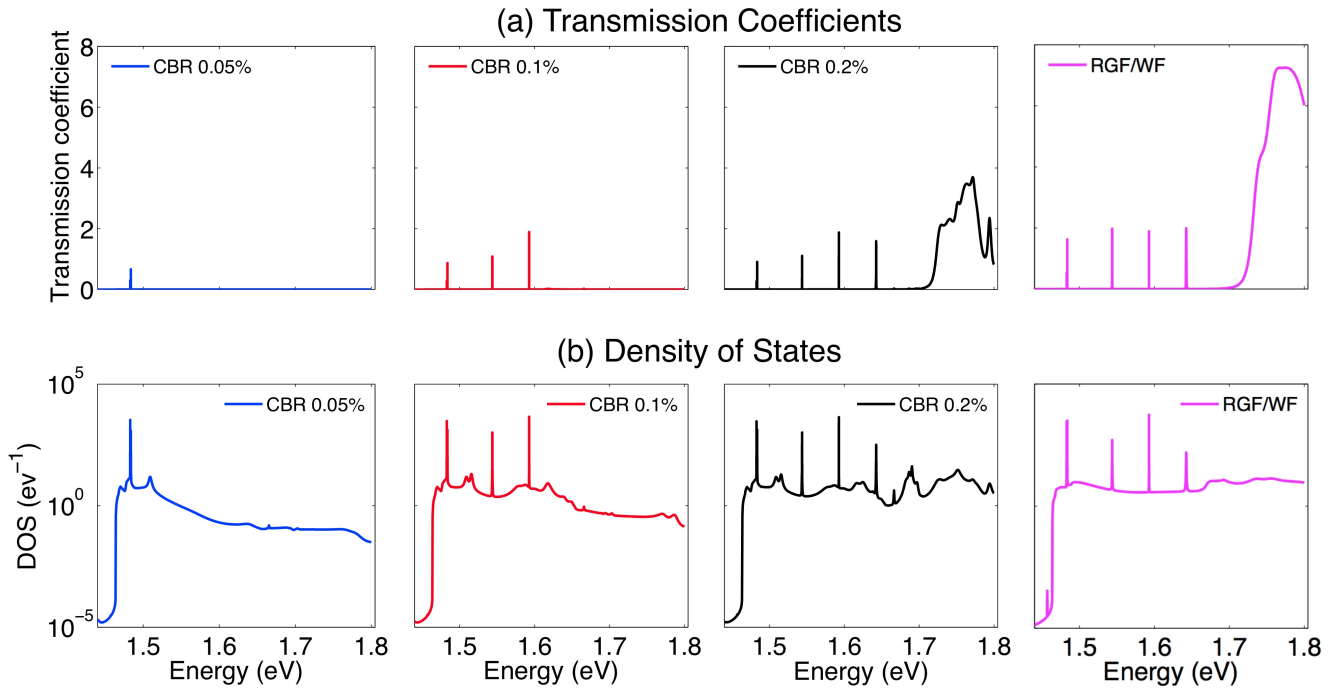 (a) Transmission Coefficients
Transmission coefficient
8
6
4
2
0
CBR 0.05%
CBR 0.1%
CBR 0.2%
RGF/WF
(b) Density of States
DOS (ev⁻¹)
10⁵
10⁰
10⁻⁵
CBR 0.05%
CBR 0.1%
CBR 0.2%
RGF/WF
1.5 1.6 1.7 1.8
1.5 1.6 1.7 1.8
1.5 1.6 1.7 1.8
1.5 1.6 1.7 1.8
Energy (eV)
Energy (eV)
Energy (eV)
Energy (eV)